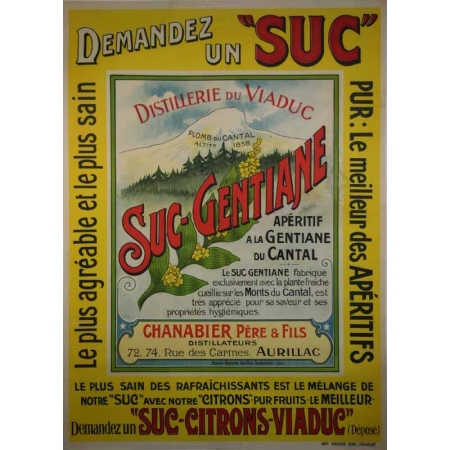 DEMANDEZ
UN "SUC"
Le plus agréable et le plus sain
PUR: Le meilleur des APÉRITIFS
DISTILLERIE DU VIADUC
PLOMB DU CANTAL
ALTITE 1858
SUC-GENTIANE
APÉRITIF
A LA GENTIANE
DU CANTAL
Le SUC GENTIANE fabriqué
exclusivement avec la plante fraîche
cueillie sur les Monts du Cantal, est
très apprécié pour sa saveur et ses
propriétés hygiéniques.
CHANABIER PÈRE & FILS
DISTILLATEURS
72, 74, Rue des Carmes, AURILLAC
LE PLUS SAIN DES RAFRAÎCHISSANTS EST LE MÉLANGE DE
NOTRE "SUC" AVEC NOTRE "CITRONS" PUR FRUITS - LE MEILLEUR-
Demandez un "SUC-CITRONS-VIADUC" (Déposé)